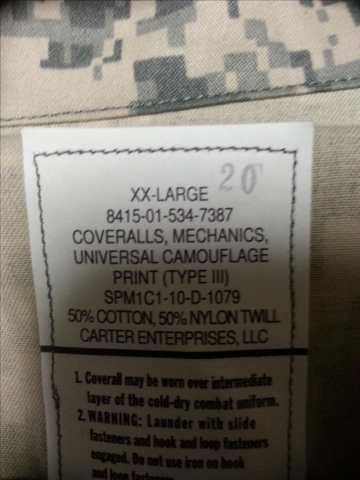 20
XX-LARGE
8415-01-534-7387
COVERALLS, MECHANICS,
UNIVERSAL CAMOUFLAGE
PRINT (TYPE III)
SPM1C1-10-D-1079
50% COTTON, 50% NYLON TWILL
CARTER ENTERPRISES, LLC
1. Coverall may be worn over intermediate
layer of the cold-dry combat uniform.
2. WARNING: Launder with slide
fasteners and hook and loop fasteners
engaged. Do not use iron on hook
and loop fasteners